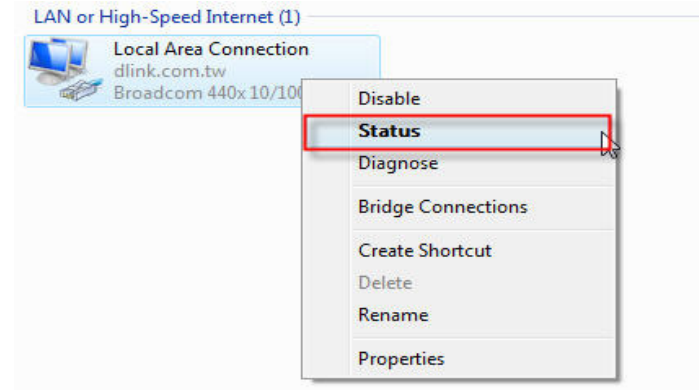 LAN or High-Speed Internet (1)
Local Area Connection
dlink.com.tw
Broadcom 440x 10/100
Disable
Status
Diagnose
Bridge Connections
Create Shortcut
Delete
Rename
Properties